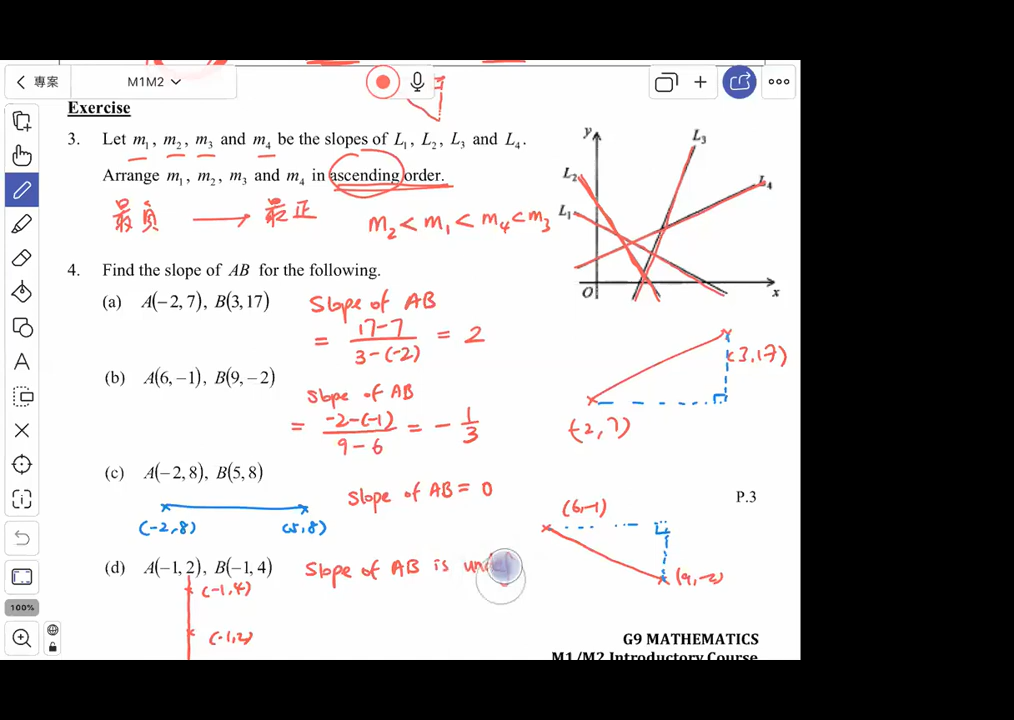 專案
M1M2
Exercise
3. Let m₁, m₂, m₃ and m₄ be the slopes of L₁, L₂, L₃ and L₄.
Arrange m₁, m₂, m₃ and m₄ in ascending order.
最負 → 最正
m₂ < m₁ < m₄ < m₃
y
L₃
L₂
L₄
L₁
O
x
4. Find the slope of AB for the following.
(a) A(−2, 7), B(3, 17)
Slope of AB
= (17-7)/(3-(-2)) = 2
(3,17)
(-2,7)
(b) A(6, −1), B(9, −2)
Slope of AB
= (-2-(-1))/(9-6) = - 1/3
(c) A(−2, 8), B(5, 8)
Slope of AB = 0
(-2,8)
(5,8)
P.3
(6,-1)
(9,-2)
(d) A(−1, 2), B(−1, 4)
Slope of AB is
(-1,4)
(-1,2)
100%
G9 MATHEMATICS
M1/M2 Introductory Course